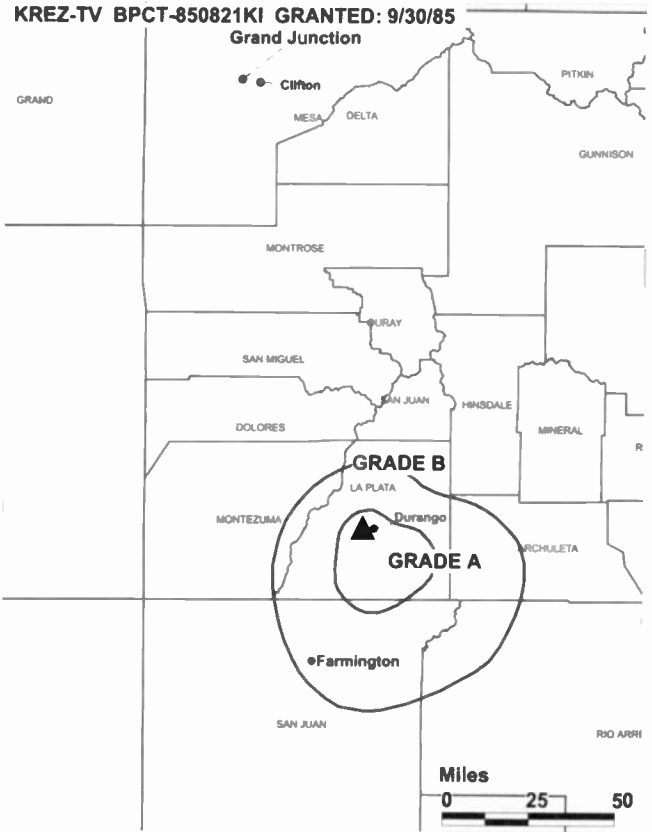 KREZ-TV BPCT-850821KI GRANTED: 9/30/85
Grand Junction
Clifton
PITKIN
GRAND
MESA
DELTA
GUNNISON
MONTROSE
URAY
SAN MIGUEL
SAN JUAN
HINSDALE
DOLORES
MINERAL
R
GRADE B
LA PLATA
MONTEZUMA
Durango
GRADE A
RCHULETA
Farmington
SAN JUAN
RIO ARRI
Miles
0 25 50